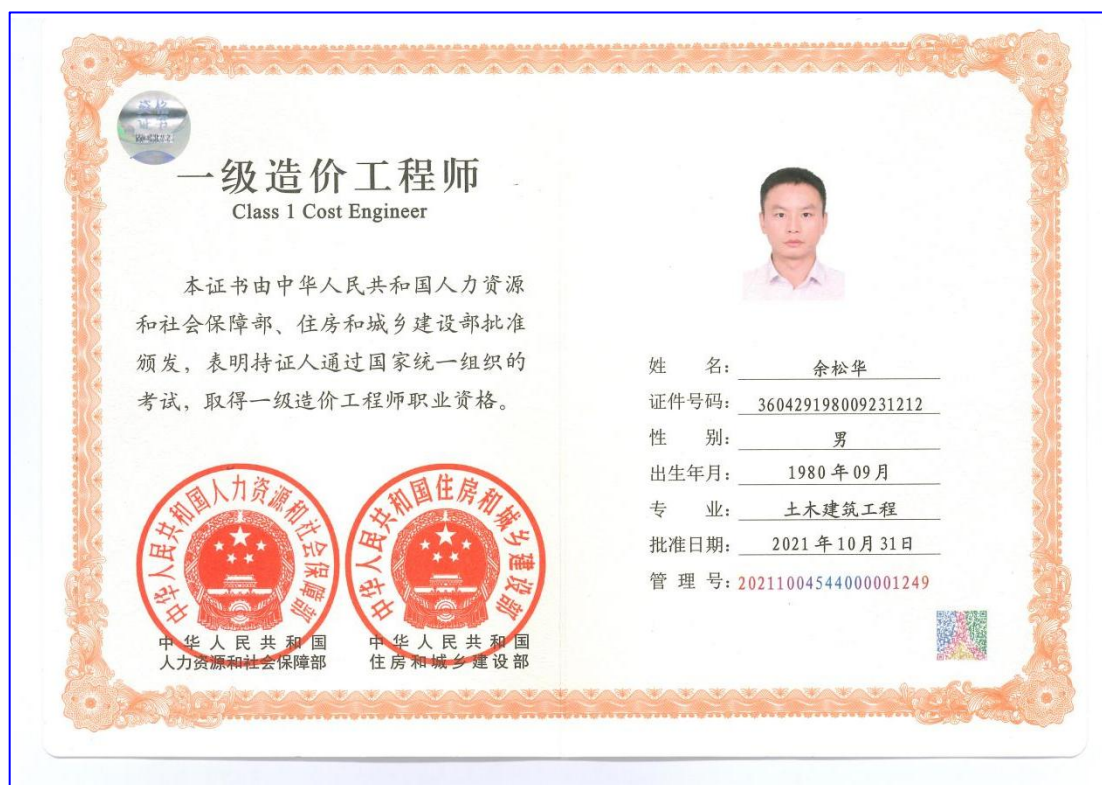 一级造价工程师
Class 1 Cost Engineer
本证书由中华人民共和国人力资源
和社会保障部、住房和城乡建设部批准
颁发,表明持证人通过国家统一组织的
考试,取得一级造价工程师职业资格。
中华人民共和国人力资源和社会保障部
中华人民共和国住房和城乡建设部
中华人民共和国
人力资源和社会保障部
中华人民共和国
住房和城乡建设部
姓 名: 余松华
证件号码: 360429198009231212
性 别: 男
出生年月: 1980年09月
专 业: 土木建筑工程
批准日期: 2021年10月31日
管 理 号: 20211004544000001249